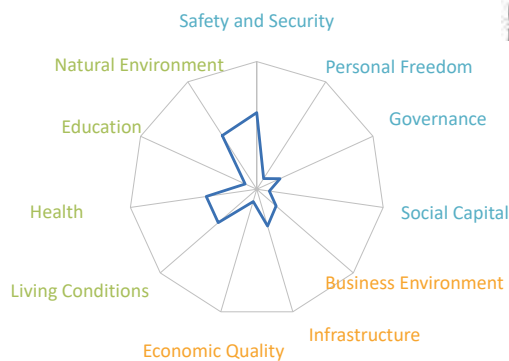 Safety and Security
Natural Environment
Personal Freedom
Education
Governance
Health
Social Capital
Living Conditions
Business Environment
Infrastructure
Economic Quality